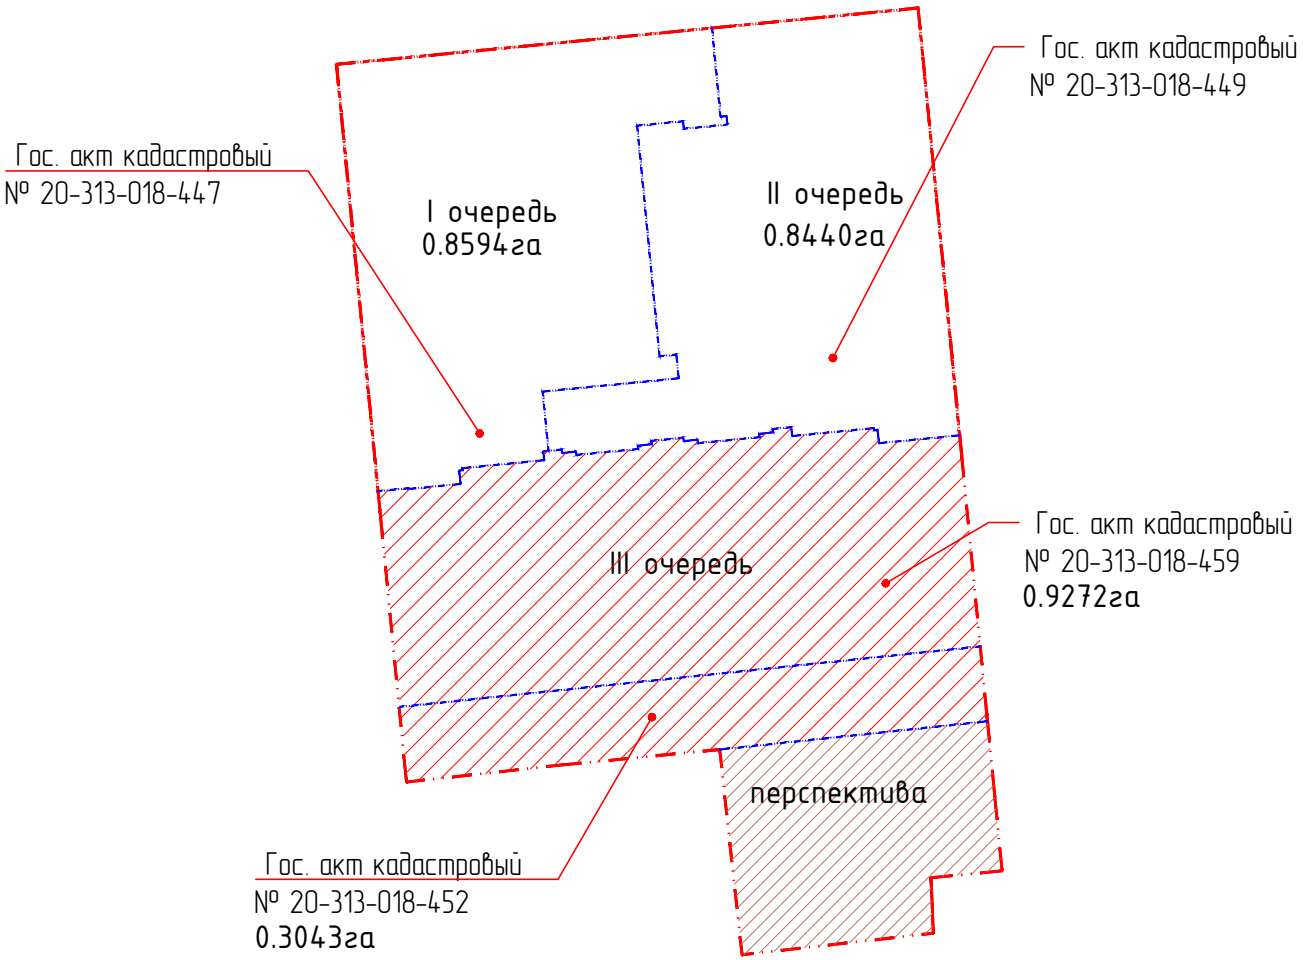 Гос. акт кадастровый
№ 20-313-018-449
Гос. акт кадастровый
№ 20-313-018-447
I очередь
0.8594га
II очередь
0.8440га
III очередь
Гос. акт кадастровый
№ 20-313-018-459
0.9272га
перспектива
Гос. акт кадастровый
№ 20-313-018-452
0.3043га